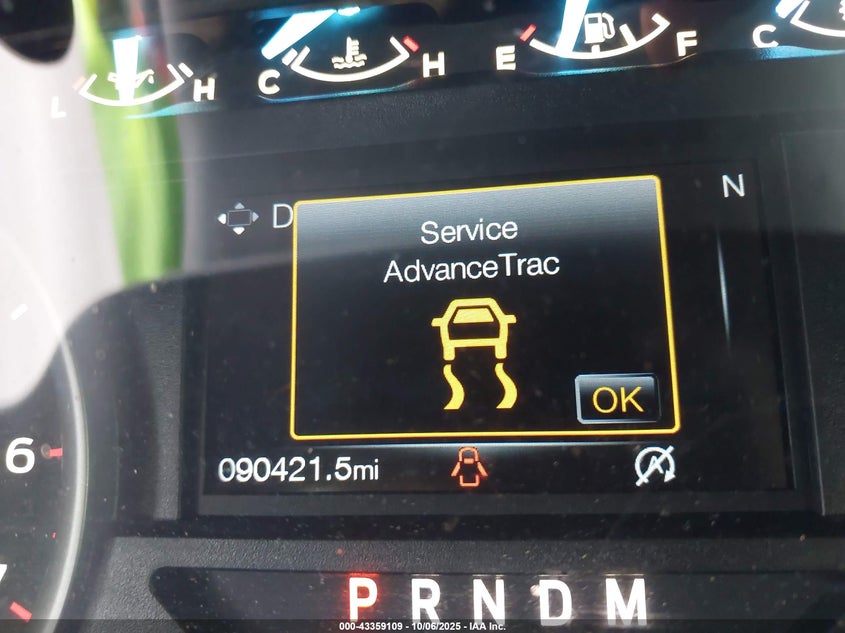 L H C H E F C
D
N
Service
AdvanceTrac
OK
6
090421.5mi
P R N D M
000-43359109 - 10/06/2025 - IAA Inc.